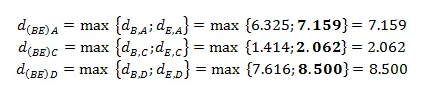 d(BE)A = max {dB,A; dE,A} = max {6.325; 7.159} = 7.159
d(BE)C = max {dB,C; dE,C} = max {1.414; 2.062} = 2.062
d(BE)D = max {dB,D; dE,D} = max {7.616; 8.500} = 8.500